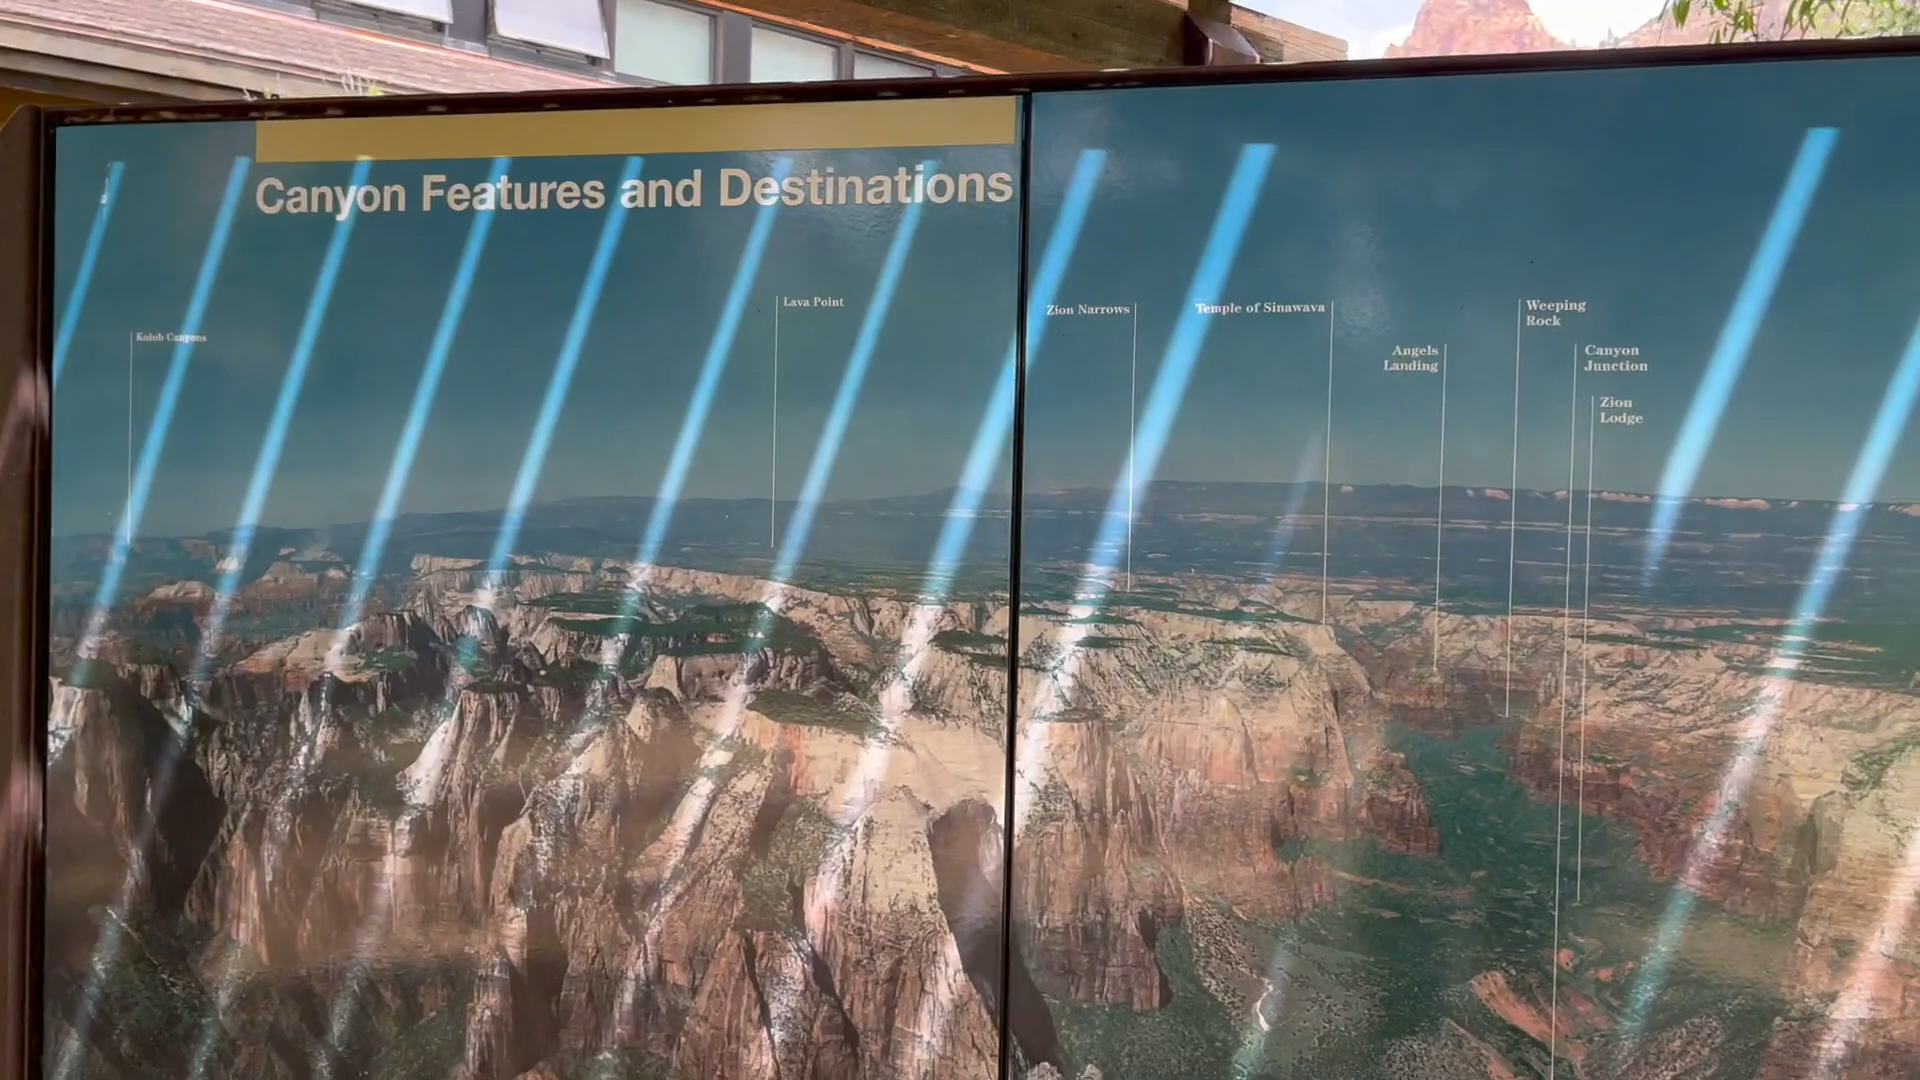 Canyon Features and Destinations
Kolob Canyons
Lava Point
Zion Narrows
Temple of Sinawava
Angels
Landing
Weeping
Rock
Canyon
Junction
Zion
Lodge